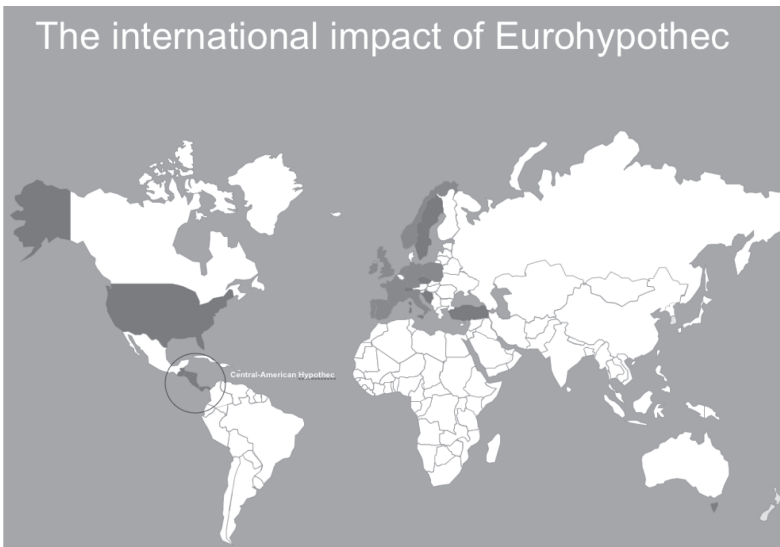 The international impact of Eurohypothec
Central-American Hypothec